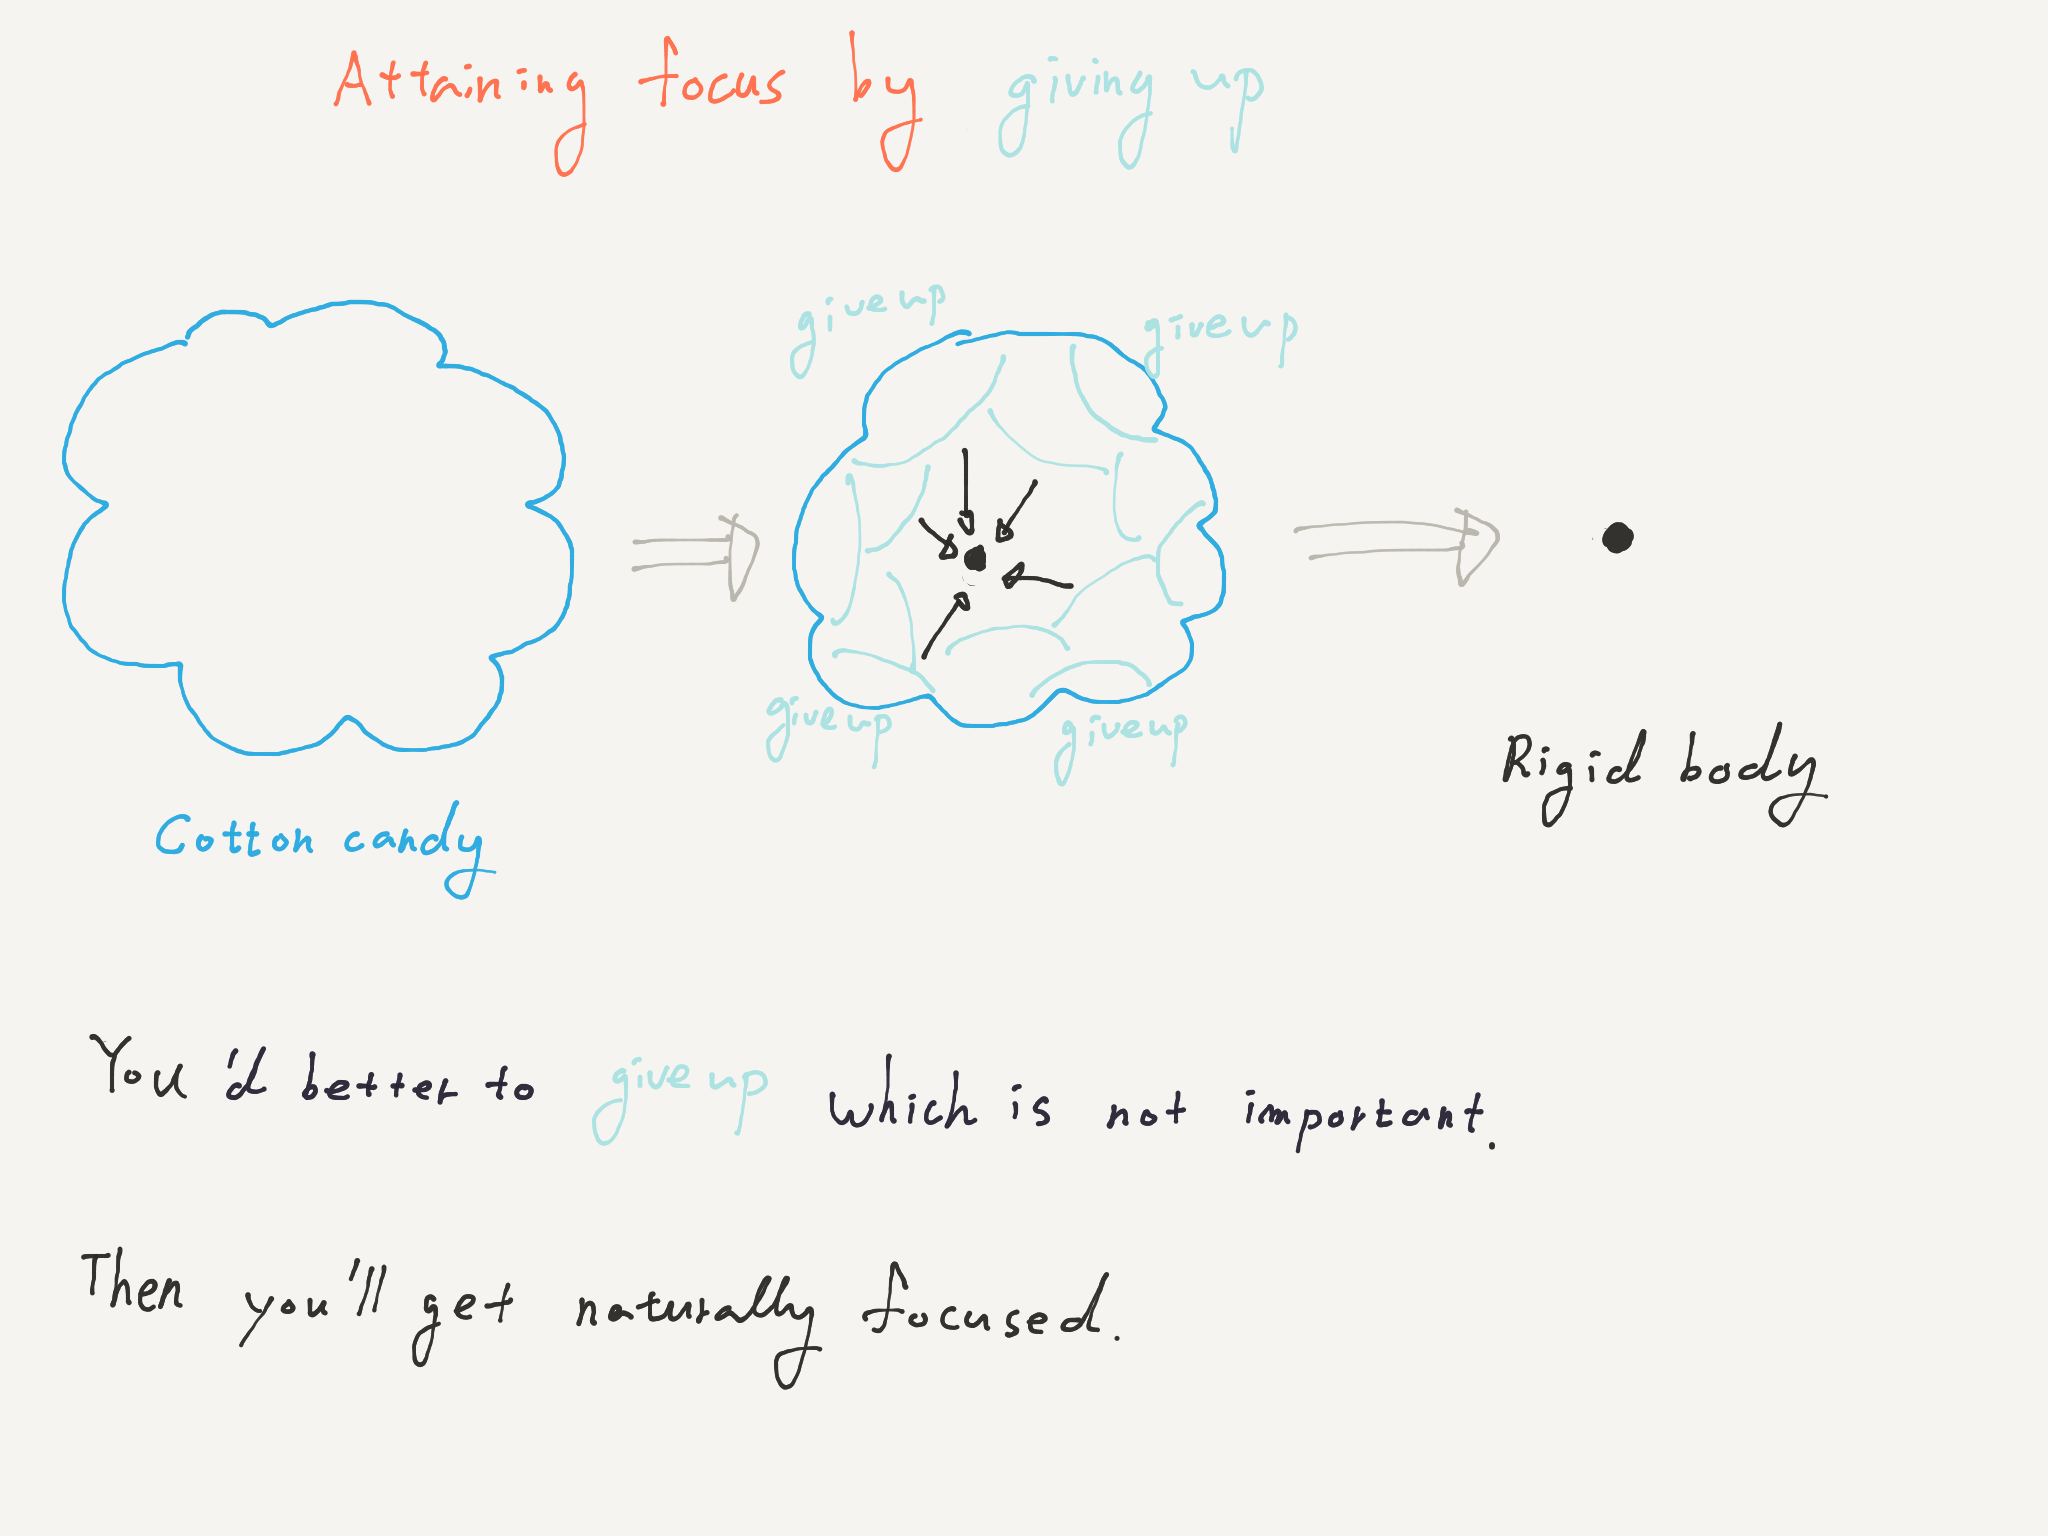 Attaining focus by giving up
give up
give up
give up
give up
Cotton candy
Rigid body
You'd better to give up which is not important.
Then you'll get naturally focused.